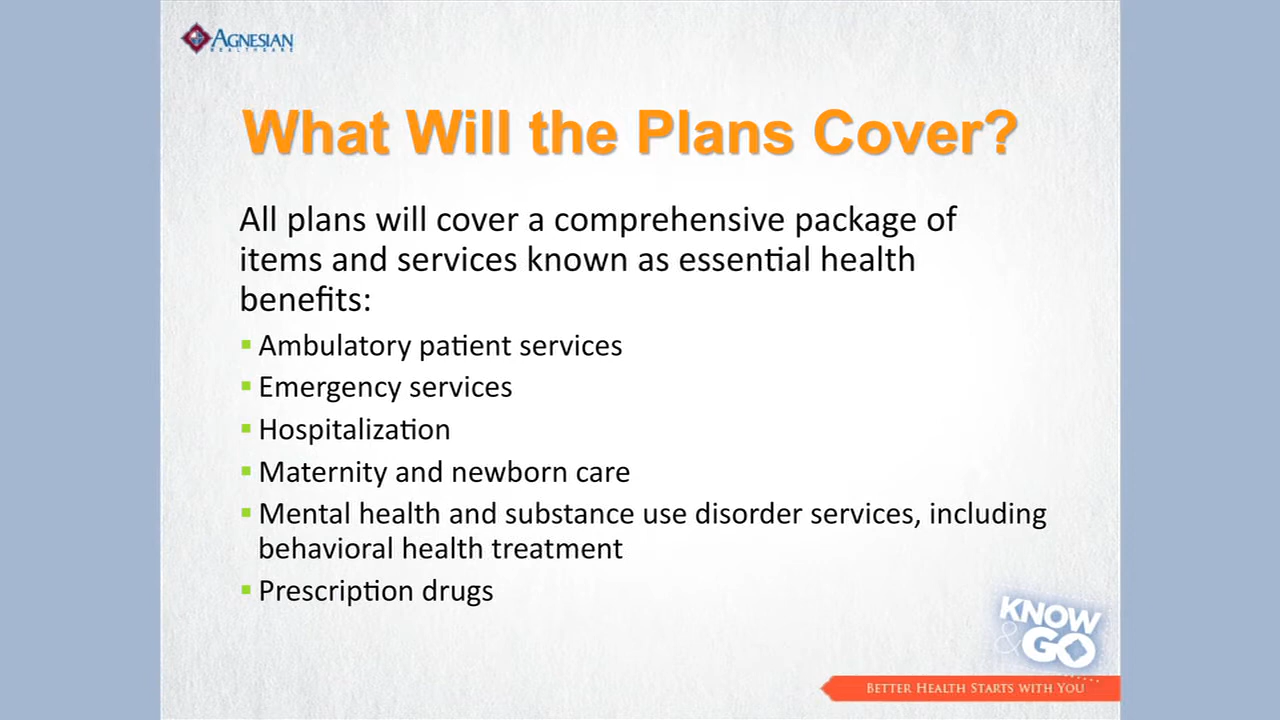 AGNESIAN
HEALTHCARE
What Will the Plans Cover?
All plans will cover a comprehensive package of
items and services known as essential health
benefits:
Ambulatory patient services
Emergency services
Hospitalization
Maternity and newborn care
Mental health and substance use disorder services, including
behavioral health treatment
Prescription drugs
KNOW
& GO
BETTER HEALTH STARTS WITH YOU